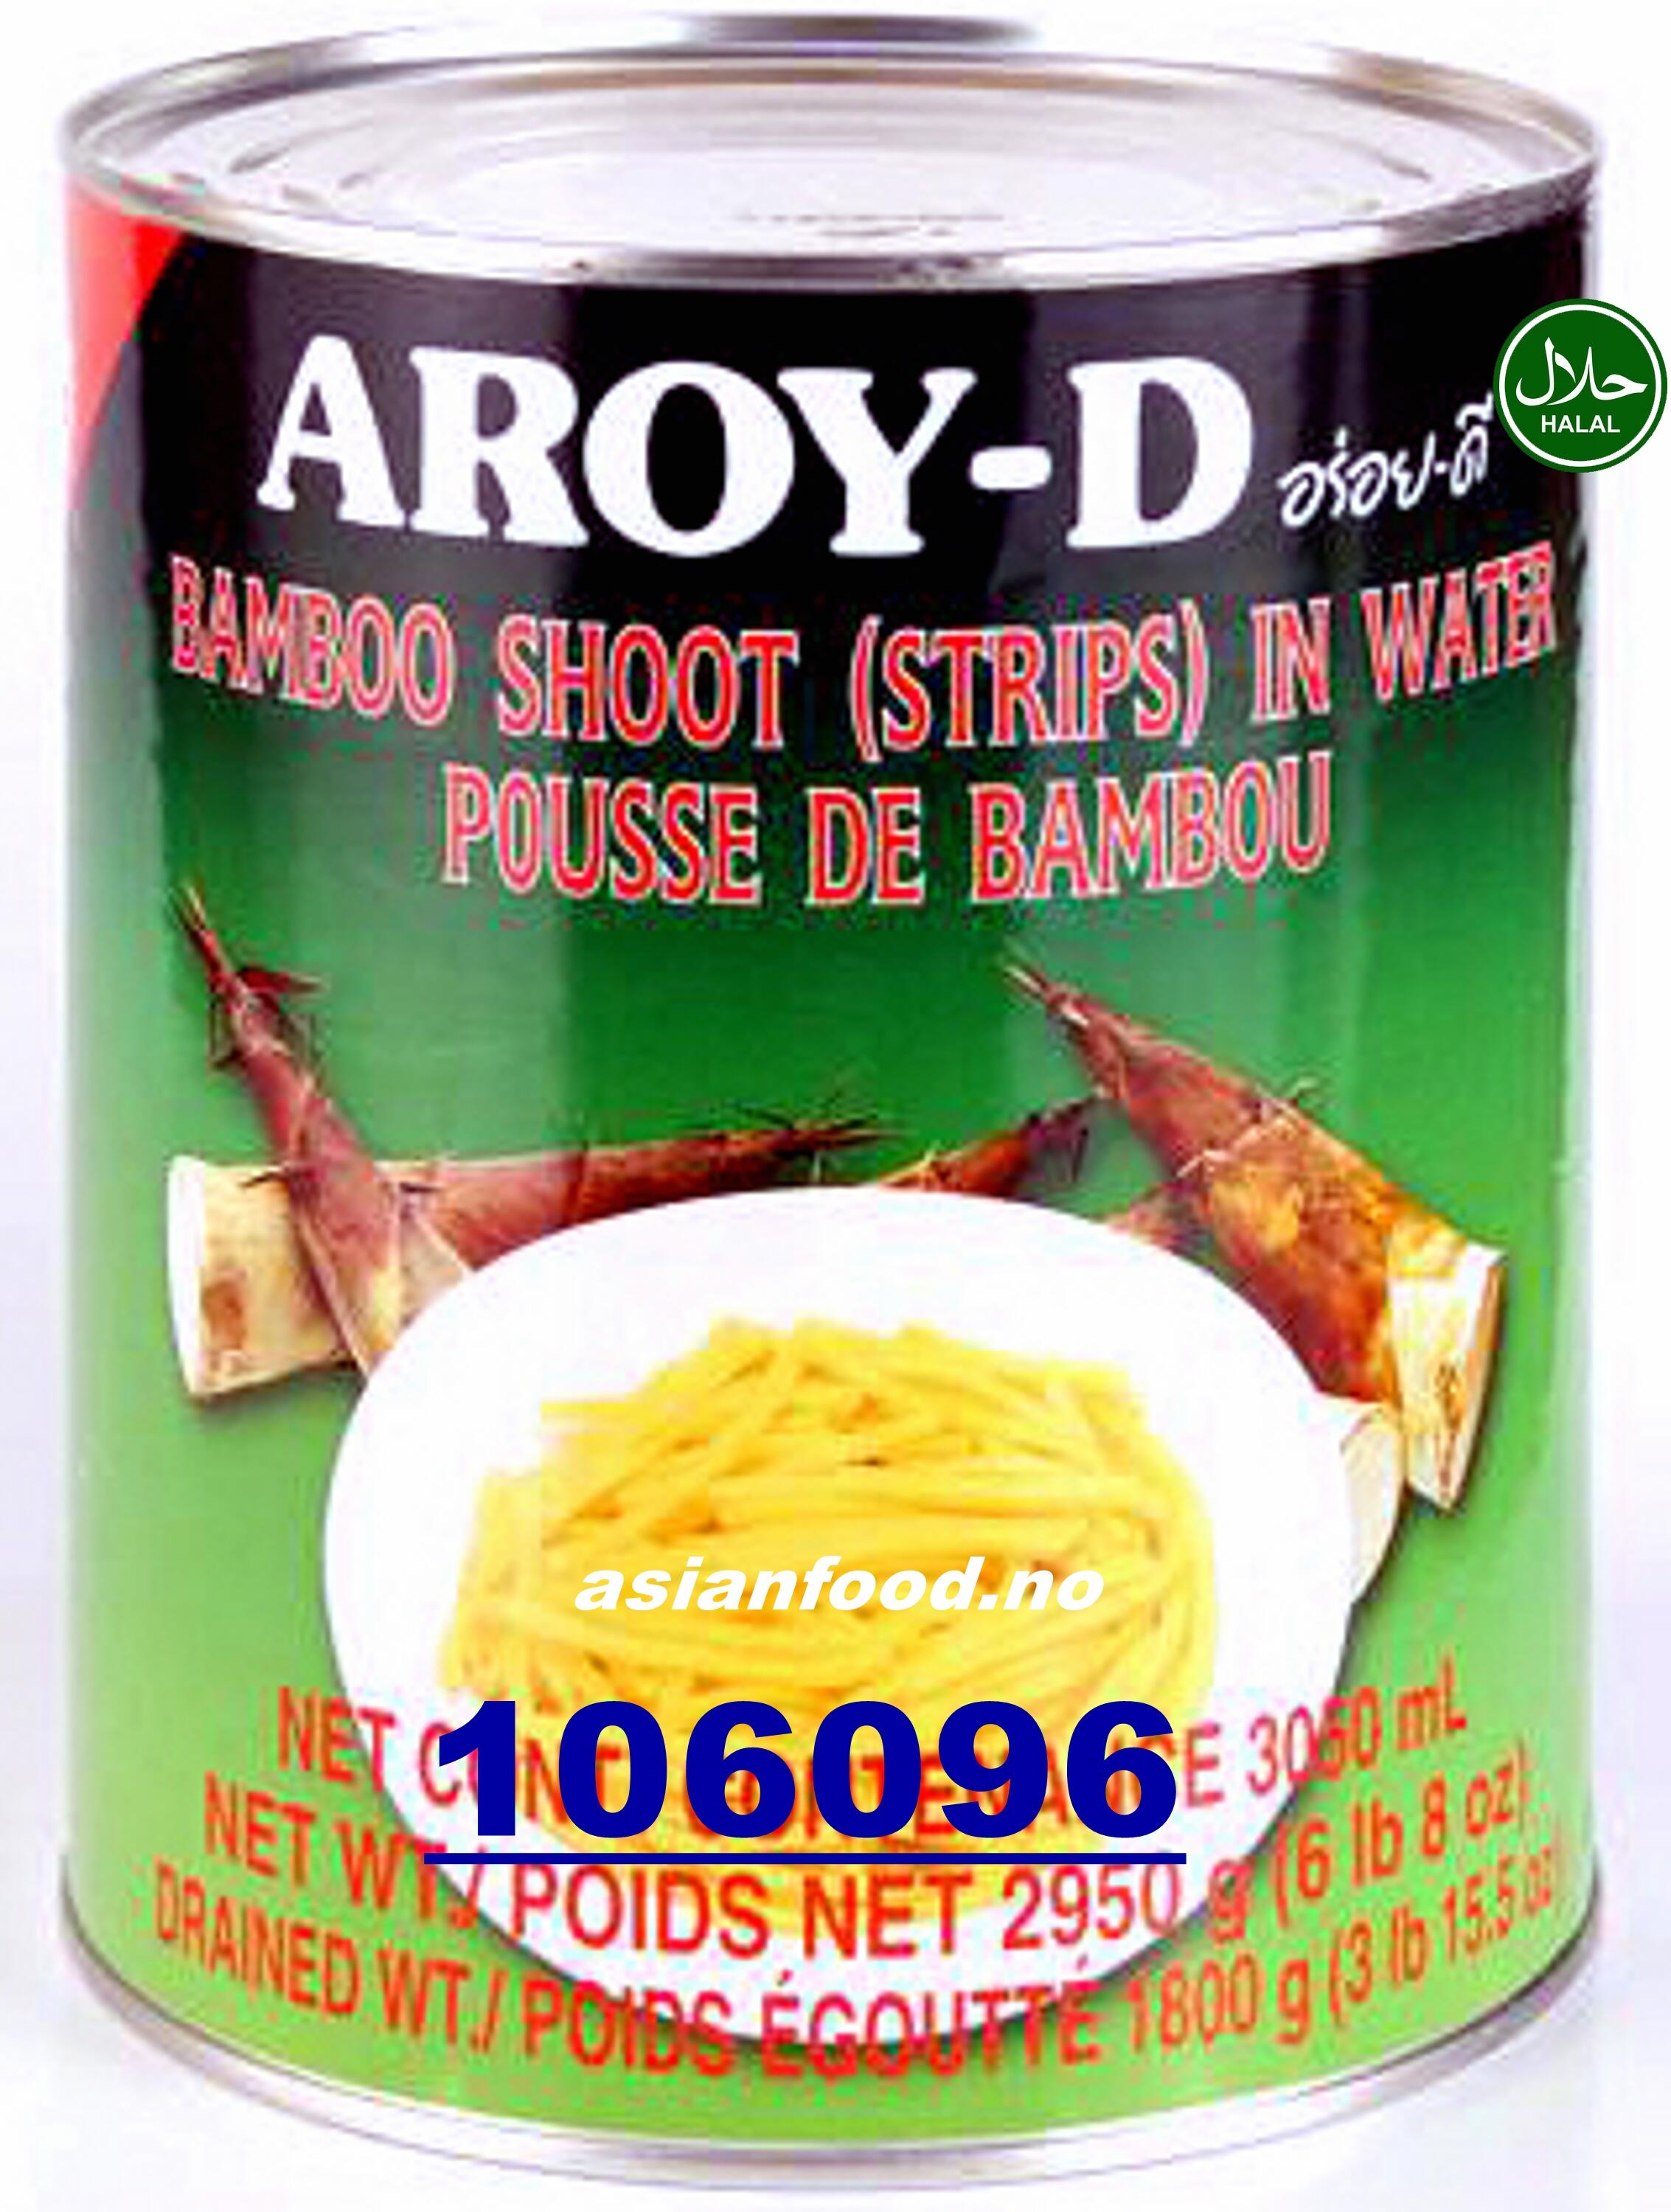 AROY-D อร่อย-ดี
حلال
HALAL
BAMBOO SHOOT (STRIPS) IN WATER
POUSSE DE BAMBOU
asianfood.no
106096
NET CONT. CONTENANCE 3050 mL
NET WT./ POIDS NET 2950 g (6 lb 8 oz).
DRAINED WT./ POIDS ÉGOUTTÉ 1800 g (3 lb 15.5 oz